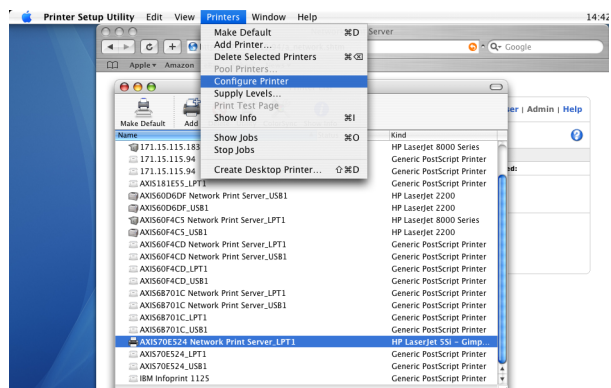 Printer Setup Utility Edit View Printers Window Help 14:42
Make Default ⌘D
Add Printer...
Delete Selected Printers ⌘⌫
Pool Printers...
Configure Printer
Supply Levels...
Print Test Page
Show Info ⌘I
Show Jobs ⌘O
Stop Jobs
Create Desktop Printer... ⇧⌘D
Server
Google
Apple Amazon
Admin | Help
Make Default Add
Name Kind
171.15.115.183 HP LaserJet 8000 Series
171.15.115.94 Generic PostScript Printer
171.15.115.94 Generic PostScript Printer
AXIS181E55_LPT1 Generic PostScript Printer
AXIS60D6DF Network Print Server_USB1 HP LaserJet 2200
AXIS60D6DF_USB1 HP LaserJet 2200
AXIS60F4C5 Network Print Server_LPT1 HP LaserJet 8000 Series
AXIS60F4C5_USB1 HP LaserJet 2200
AXIS60F4CD Network Print Server_LPT1 Generic PostScript Printer
AXIS60F4CD Network Print Server_USB1 Generic PostScript Printer
AXIS60F4CD_LPT1 Generic PostScript Printer
AXIS60F4CD_USB1 Generic PostScript Printer
AXIS6B701C Network Print Server_LPT1 Generic PostScript Printer
AXIS6B701C Network Print Server_USB1 Generic PostScript Printer
AXIS6B701C_LPT1 Generic PostScript Printer
AXIS6B701C_USB1 Generic PostScript Printer
AXIS70E524 Network Print Server_LPT1 HP LaserJet 5Si - Gimp...
AXIS70E524_LPT1 Generic PostScript Printer
AXIS70E524_USB1 Generic PostScript Printer
IBM Infoprint 1125 Generic PostScript Printer